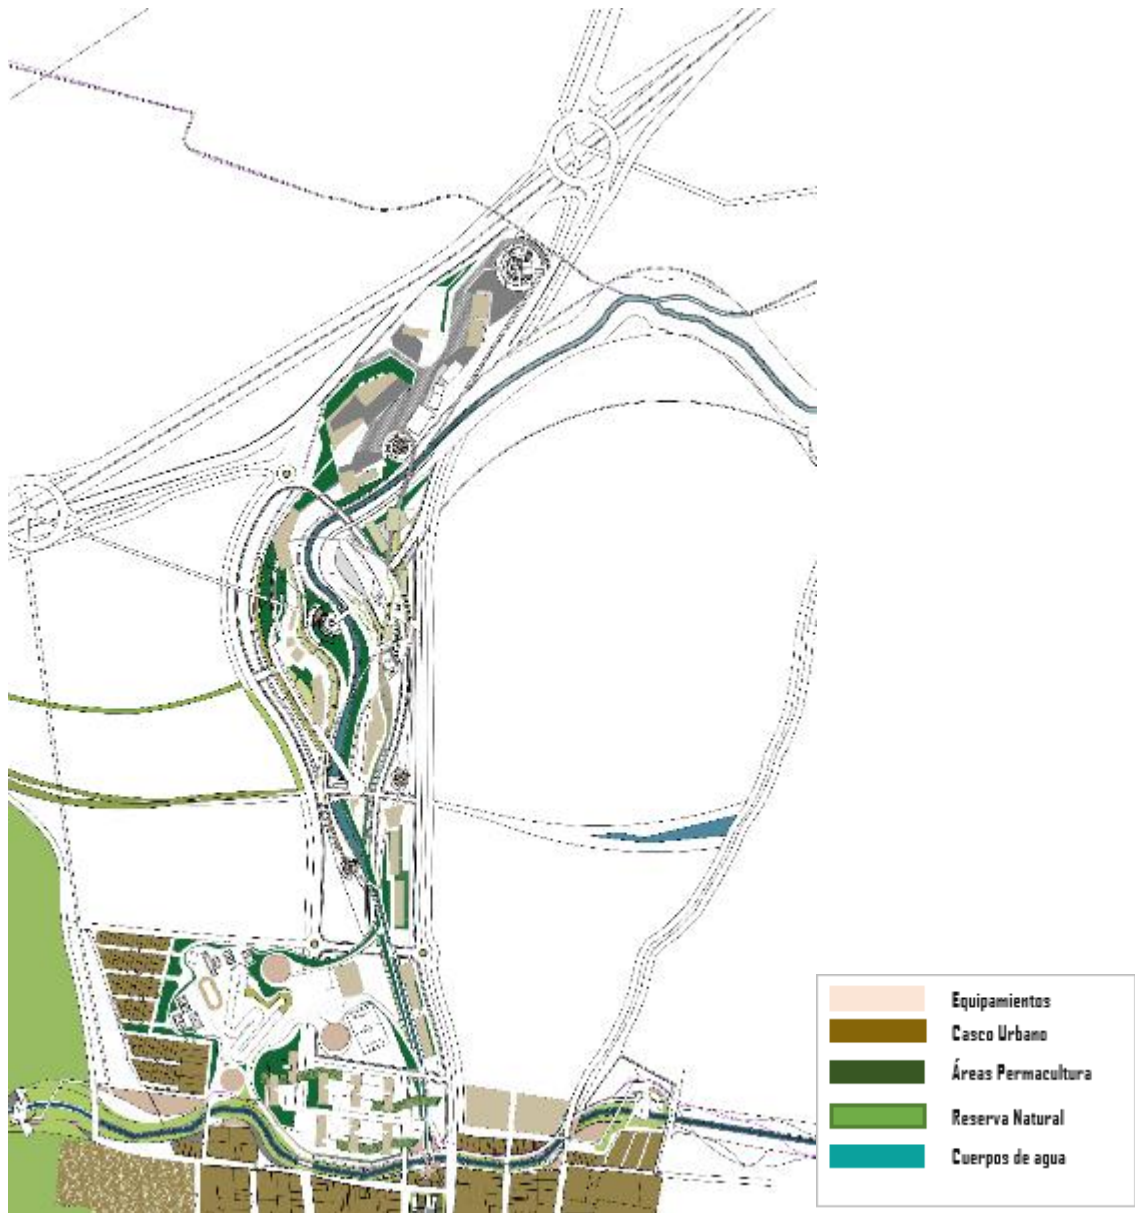 Equipamientos
Casco Urbano
Áreas Permacultura
Reserva Natural
Cuerpos de agua